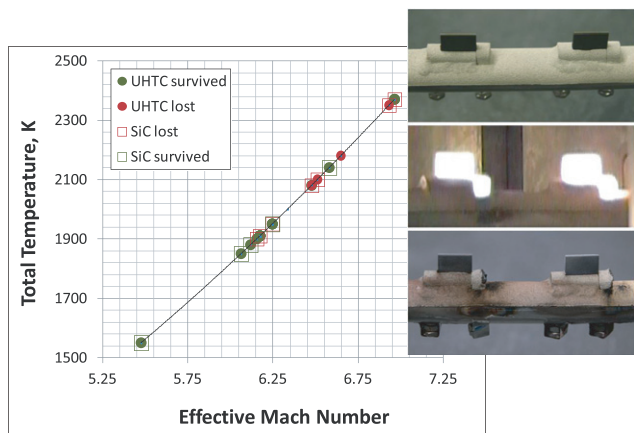 2500
2300
2100
1900
1700
1500
Total Temperature, K
UHTC survived
UHTC lost
SiC lost
SiC survived
5.25
5.75
6.25
6.75
7.25
Effective Mach Number